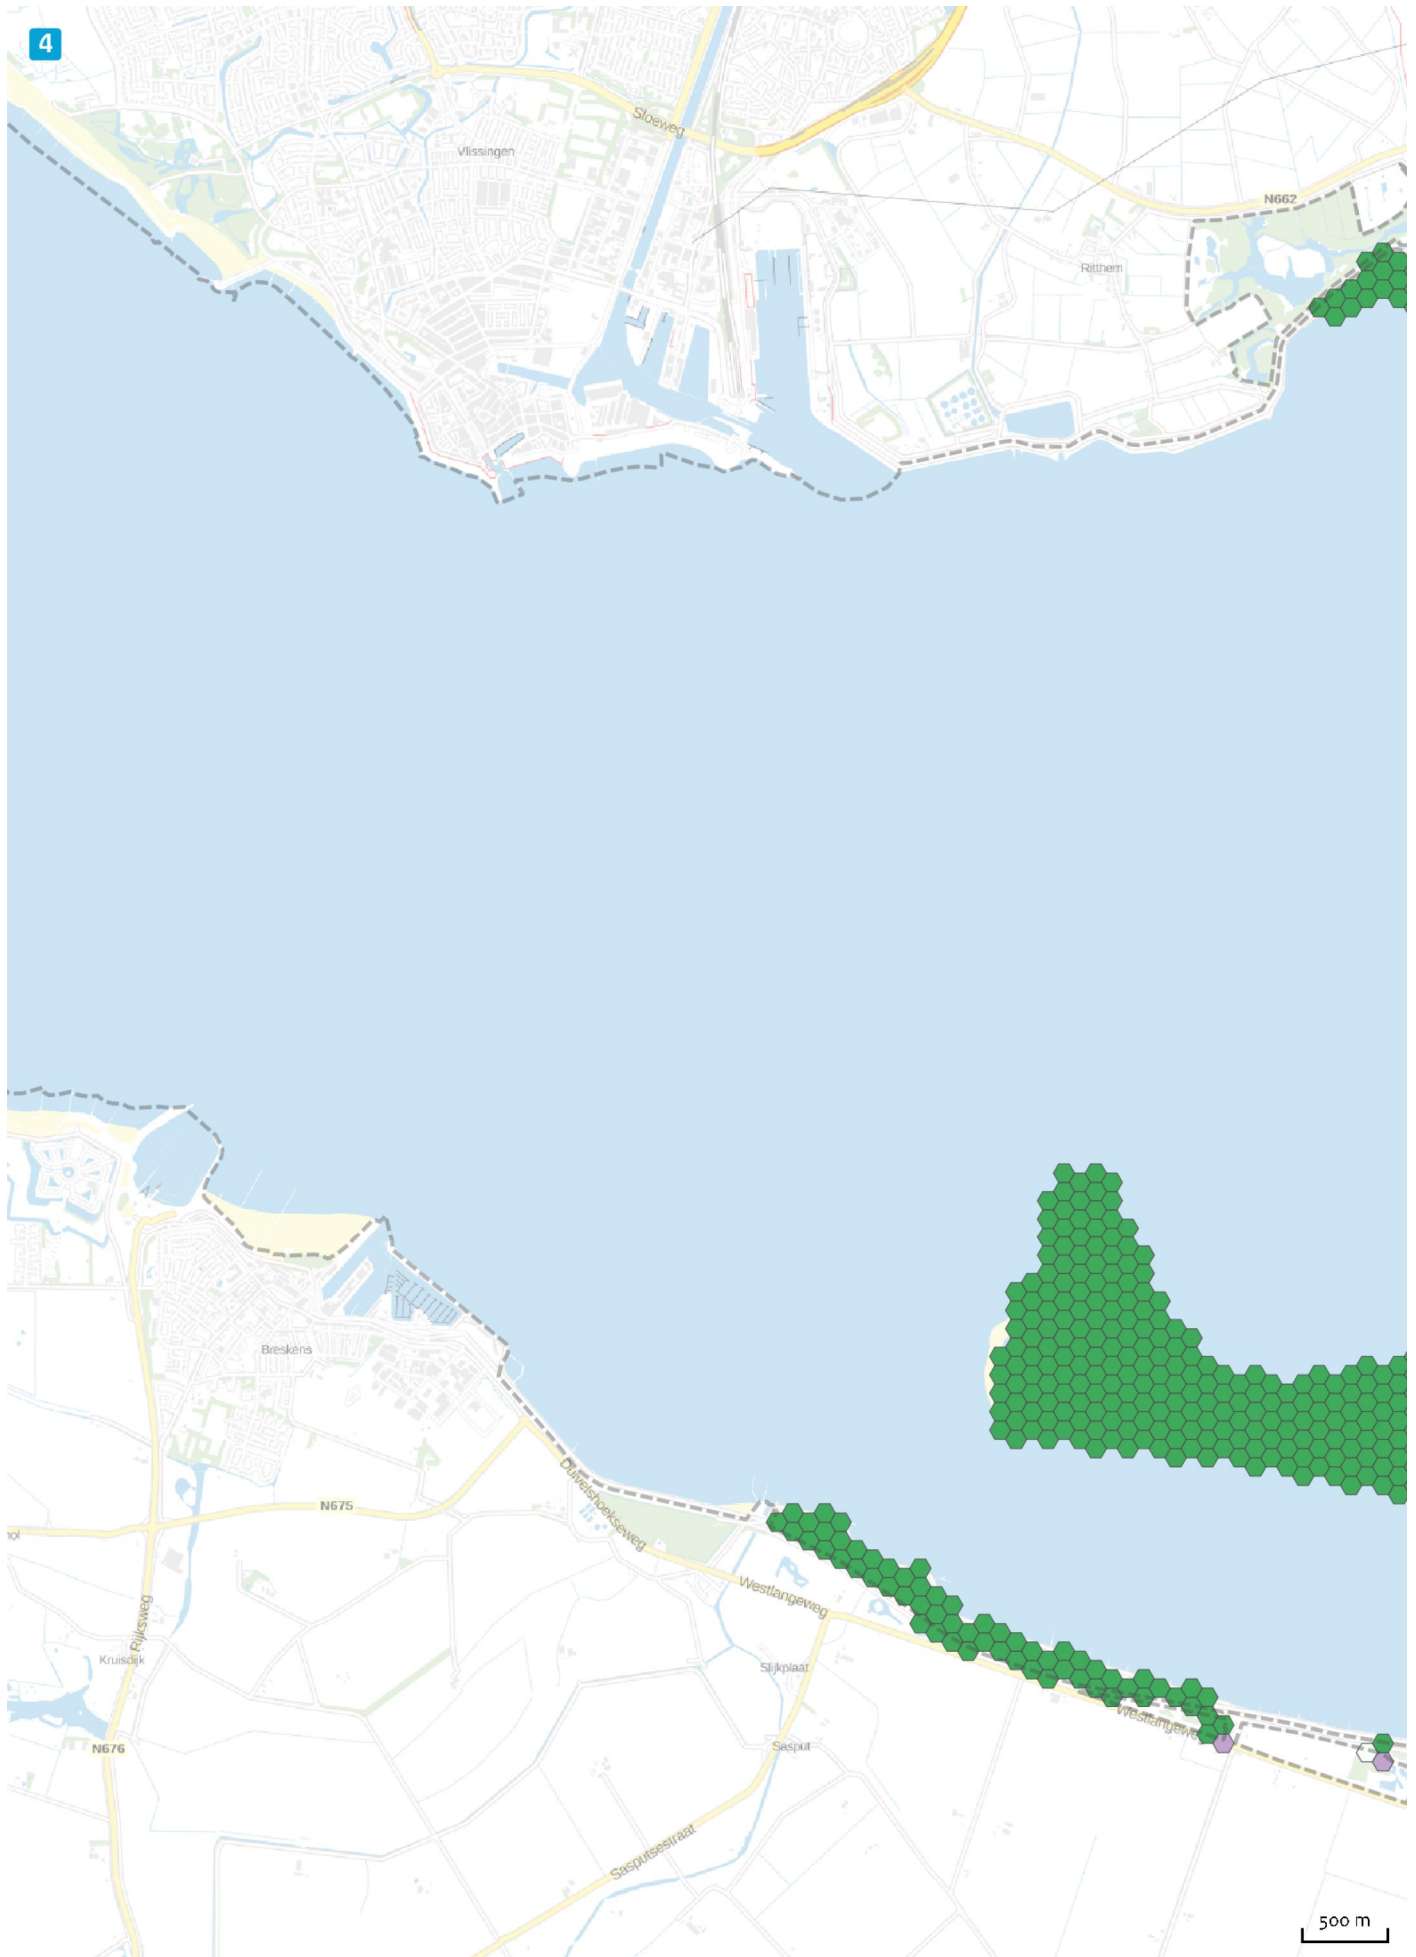 4
Sloeweg
Vlissingen
N662
Ritthem
Breskens
N675
Duivelshoekseweg
Westlangeweg
Rijksweg
Kruisdijk
Slijkplaat
Westlangeweg
Sasput
N676
Sasputsestraat
500 m